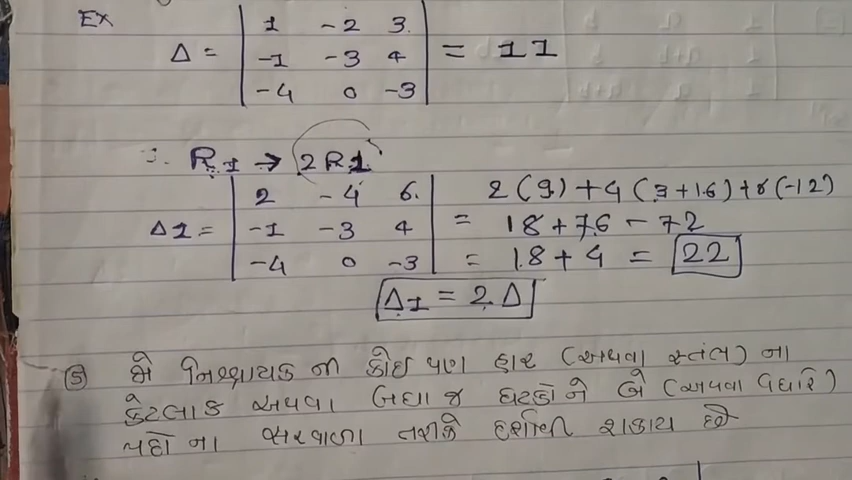 Ex
1 -2 3
Δ = | -1 -3 4 | = 11
-4 0 -3
∴ R1 → 2R1
2 -4 6 2(9)+4(3+16)+6(-12)
Δ1 = | -1 -3 4 | = 18+76-72
-4 0 -3 = 18+4 = 22
Δ1 = 2Δ
⑤ જો નિશ્ચાયક ના કોઈ પણ હાર (અથવા સ્તંભ) ના
કેટલાક અથવા બધા જ ઘટકો ને બે (અથવા વધારે)
પદો ના સરવાળા તરીકે દર્શાવી શકાય તો